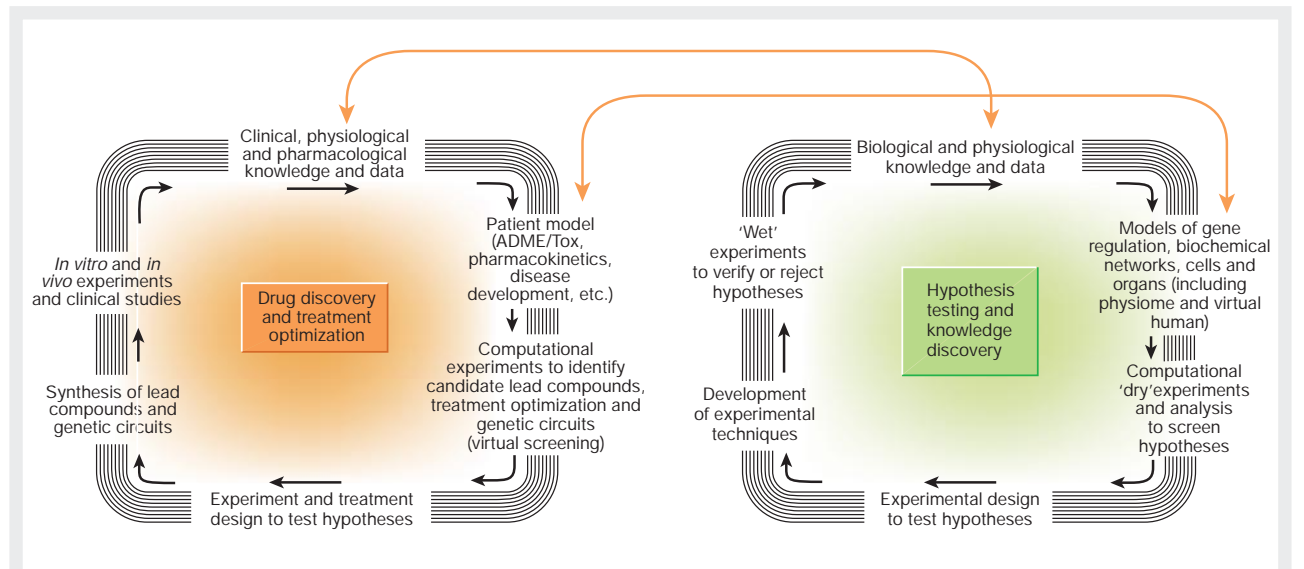 Clinical, physiological
and pharmacological
knowledge and data
Patient model
(ADME/Tox,
pharmacokinetics,
disease
development, etc.)
Computational
experiments to identify
candidate lead compounds,
treatment optimization and
genetic circuits
(virtual screening)
Experiment and treatment
design to test hypotheses
Synthesis of lead
compounds and
genetic circuits
In vitro and in
vivo experiments
and clinical studies
Drug discovery
and treatment
optimization
Biological and physiological
knowledge and data
Models of gene
regulation, biochemical
networks, cells and
organs (including
physiome and virtual
human)
Computational
'dry'experiments
and analysis
to screen
hypotheses
Experimental design
to test hypotheses
Development
of experimental
techniques
'Wet'
experiments
to verify or reject
hypotheses
Hypothesis
testing and
knowledge
discovery